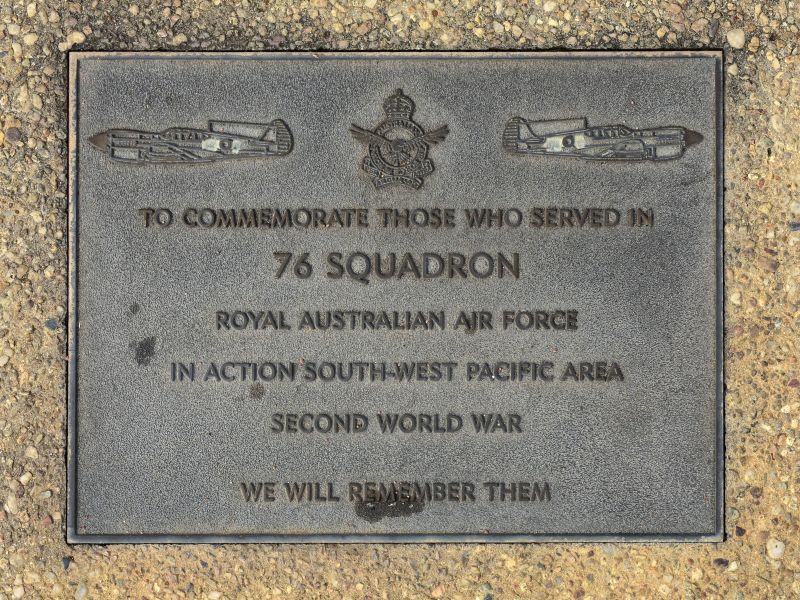 TO COMMEMORATE THOSE WHO SERVED IN
76 SQUADRON
ROYAL AUSTRALIAN AIR FORCE
IN ACTION SOUTH-WEST PACIFIC AREA
SECOND WORLD WAR
WE WILL REMEMBER THEM